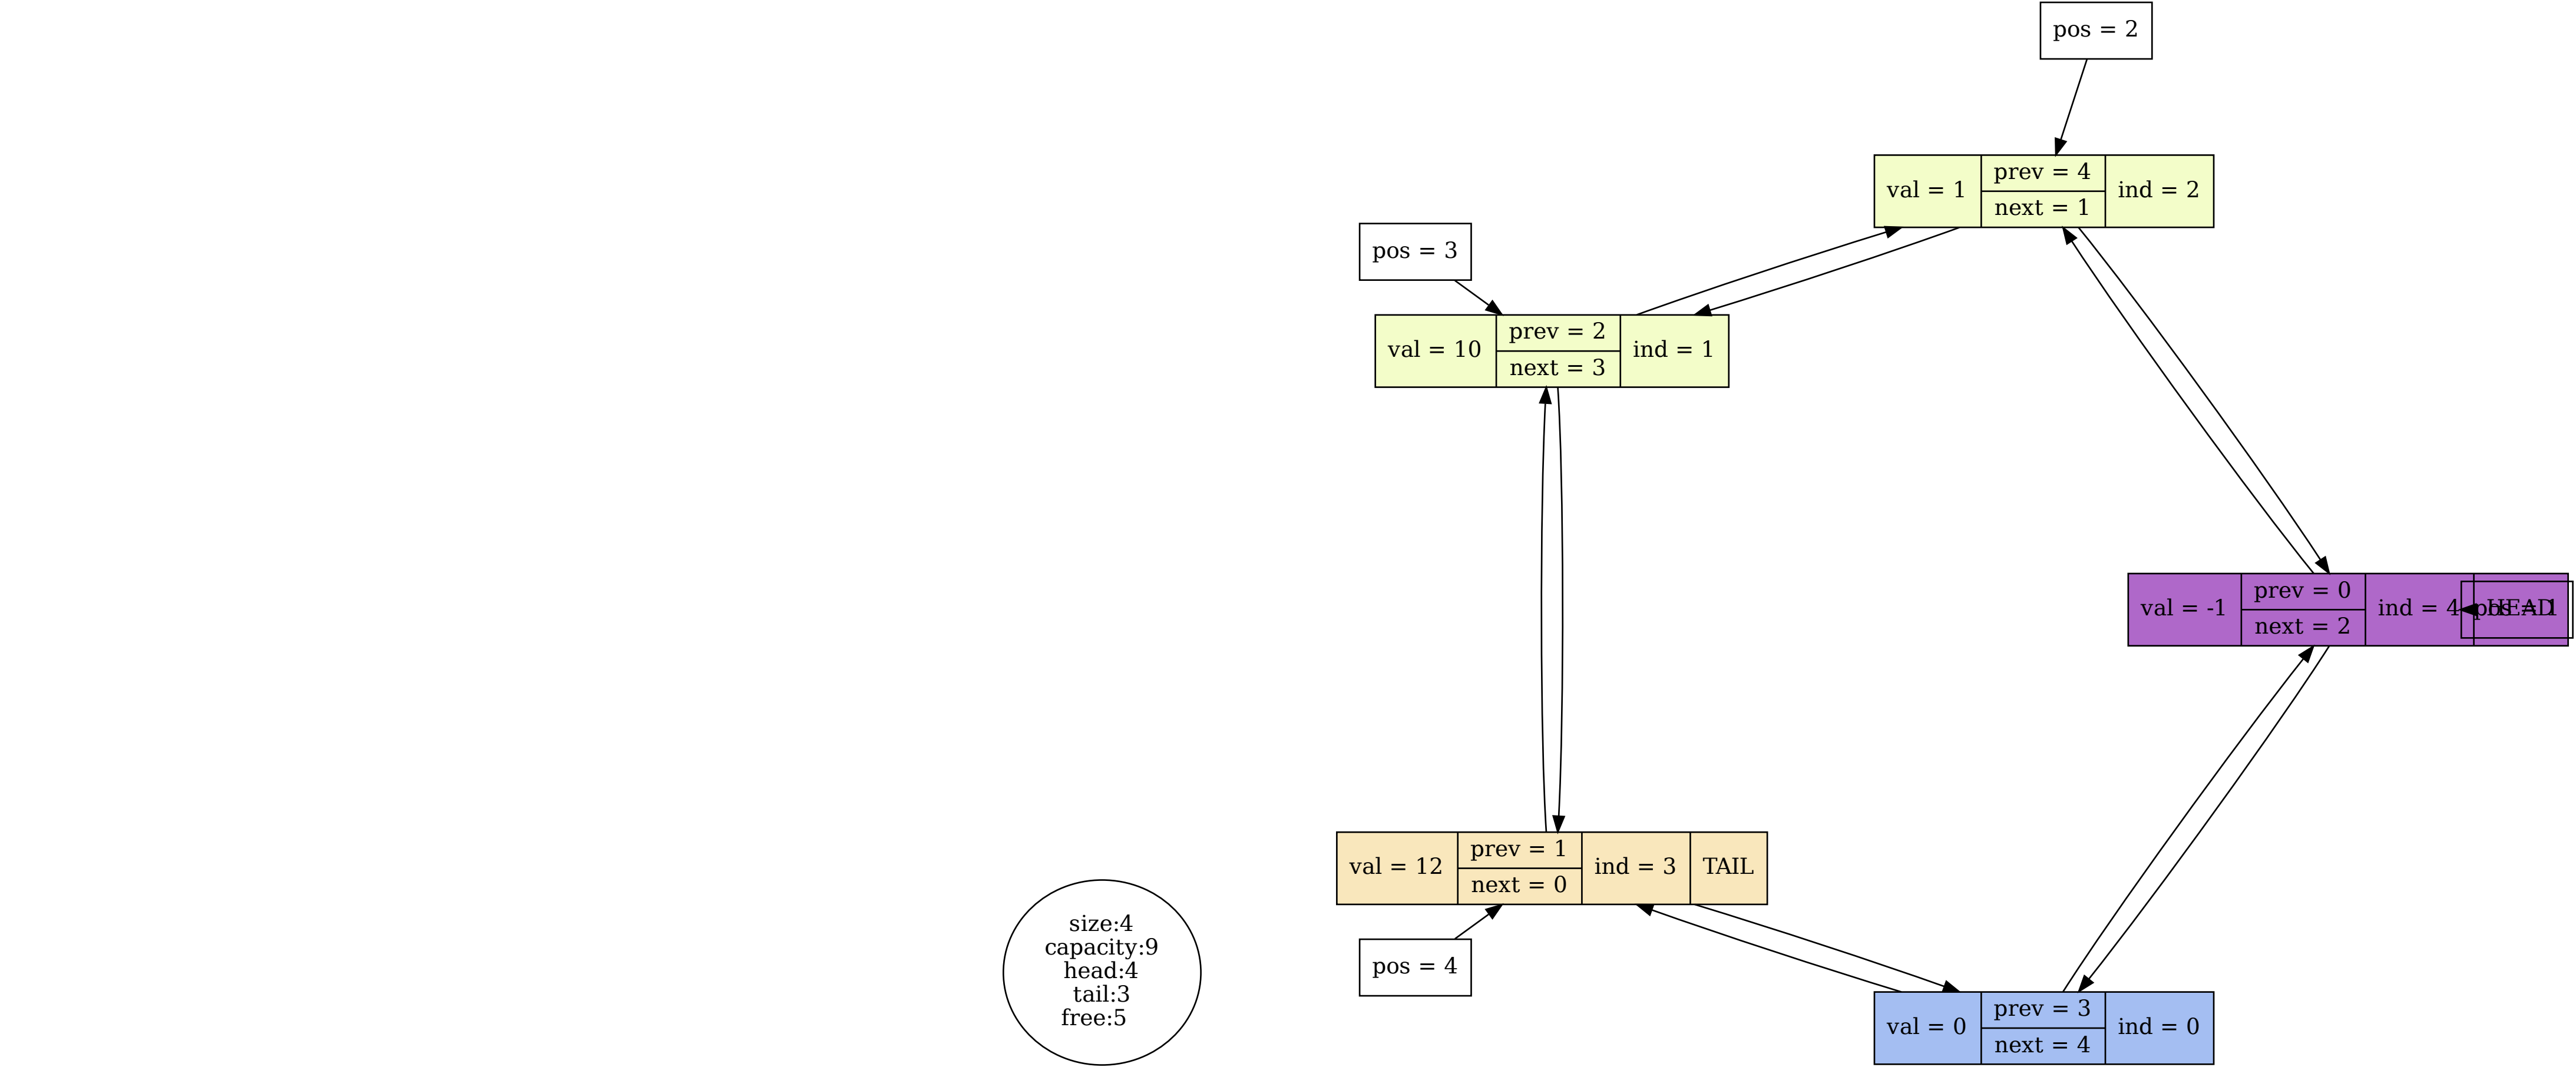 pos = 2
val = 1
prev = 4
next = 1
ind = 2
pos = 3
val = 10
prev = 2
next = 3
ind = 1
val = -1
prev = 0
next = 2
ind = 4
HEAD
pos = 1
val = 12
prev = 1
next = 0
ind = 3
TAIL
pos = 4
size:4
capacity:9
head:4
tail:3
free:5
val = 0
prev = 3
next = 4
ind = 0